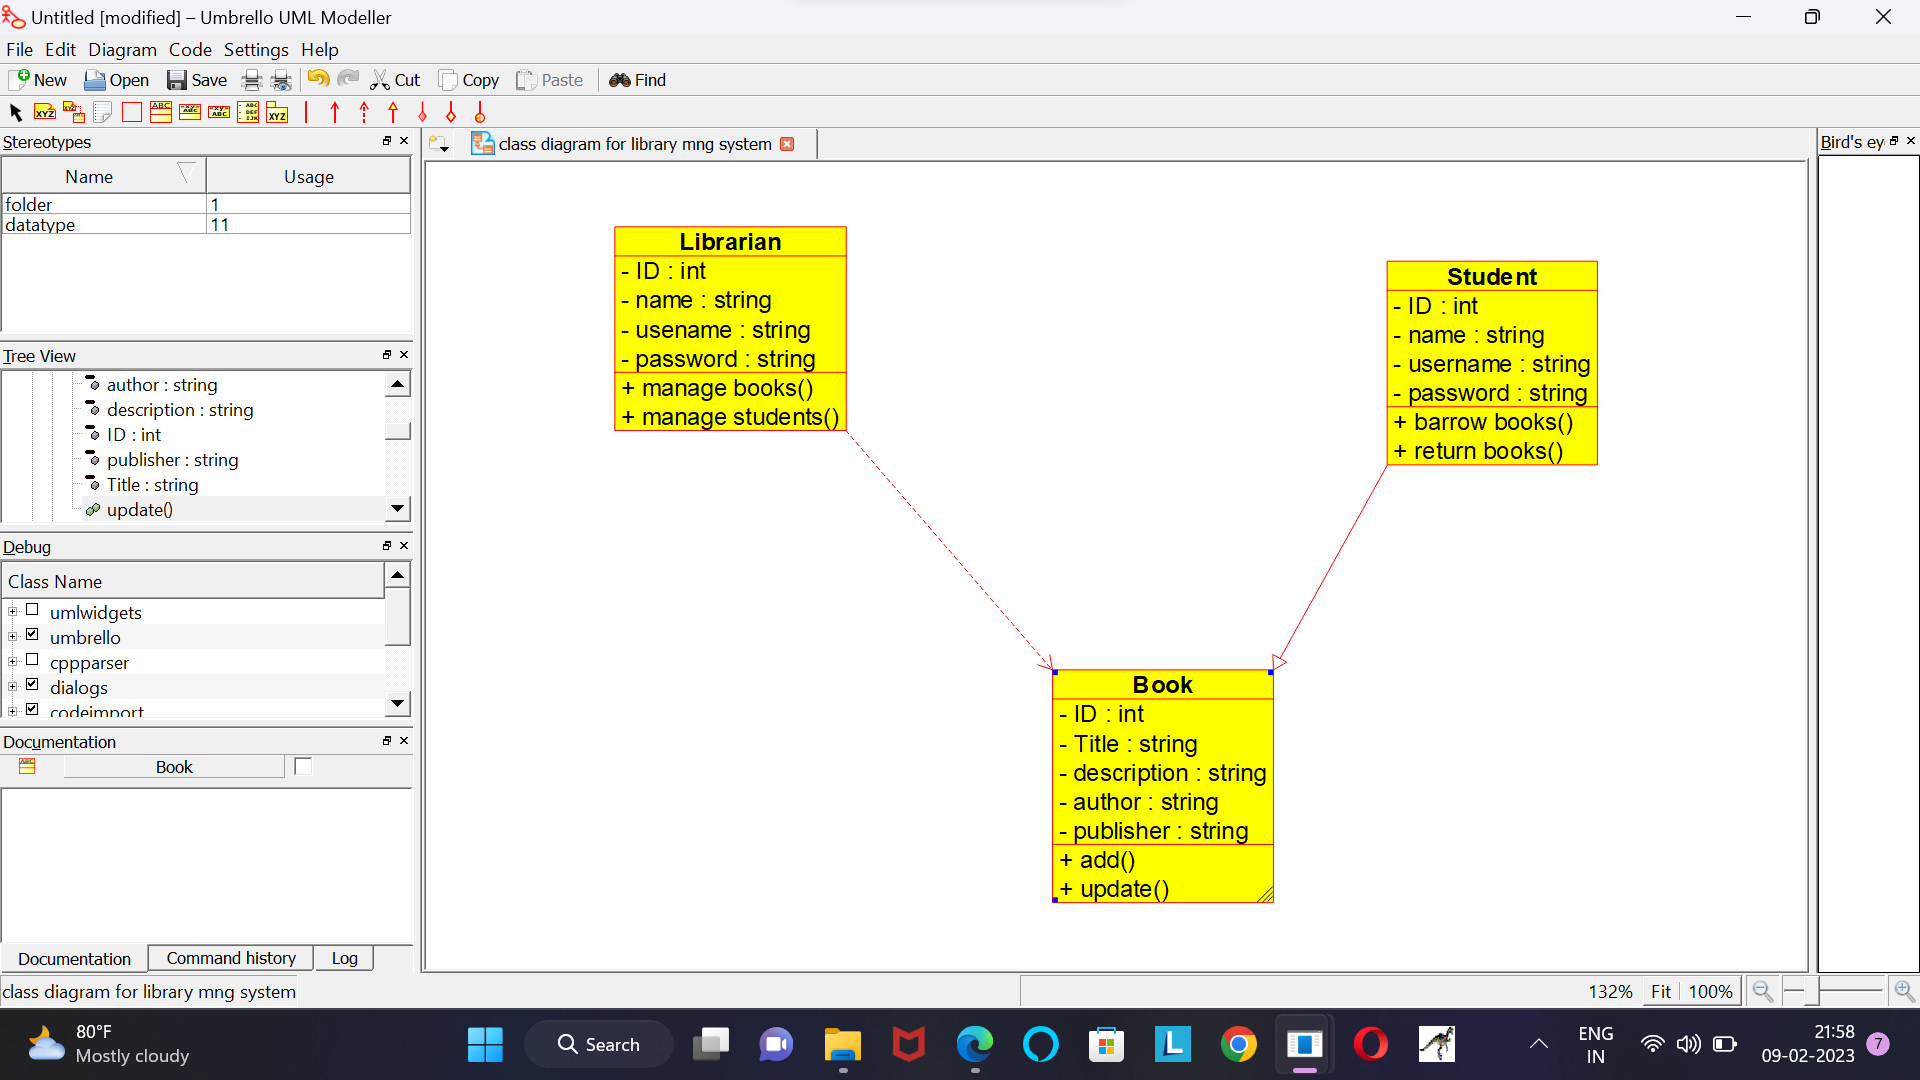 Untitled [modified] – Umbrello UML Modeller
File Edit Diagram Code Settings Help
New Open Save Cut Copy Paste Find
Stereotypes
Name Usage
folder 1
datatype 11
Tree View
author : string
description : string
ID : int
publisher : string
Title : string
update()
Debug
Class Name
umlwidgets
umbrello
cppparser
dialogs
codeimport
Documentation
Book
Documentation Command history Log
class diagram for library mng system
class diagram for library mng system
Librarian
- ID : int
- name : string
- usename : string
- password : string
+ manage books()
+ manage students()
Student
- ID : int
- name : string
- username : string
- password : string
+ barrow books()
+ return books()
Book
- ID : int
- Title : string
- description : string
- author : string
- publisher : string
+ add()
+ update()
Bird's ey
132% Fit 100%
80°F
Mostly cloudy
Search
ENG
IN
21:58
09-02-2023
7